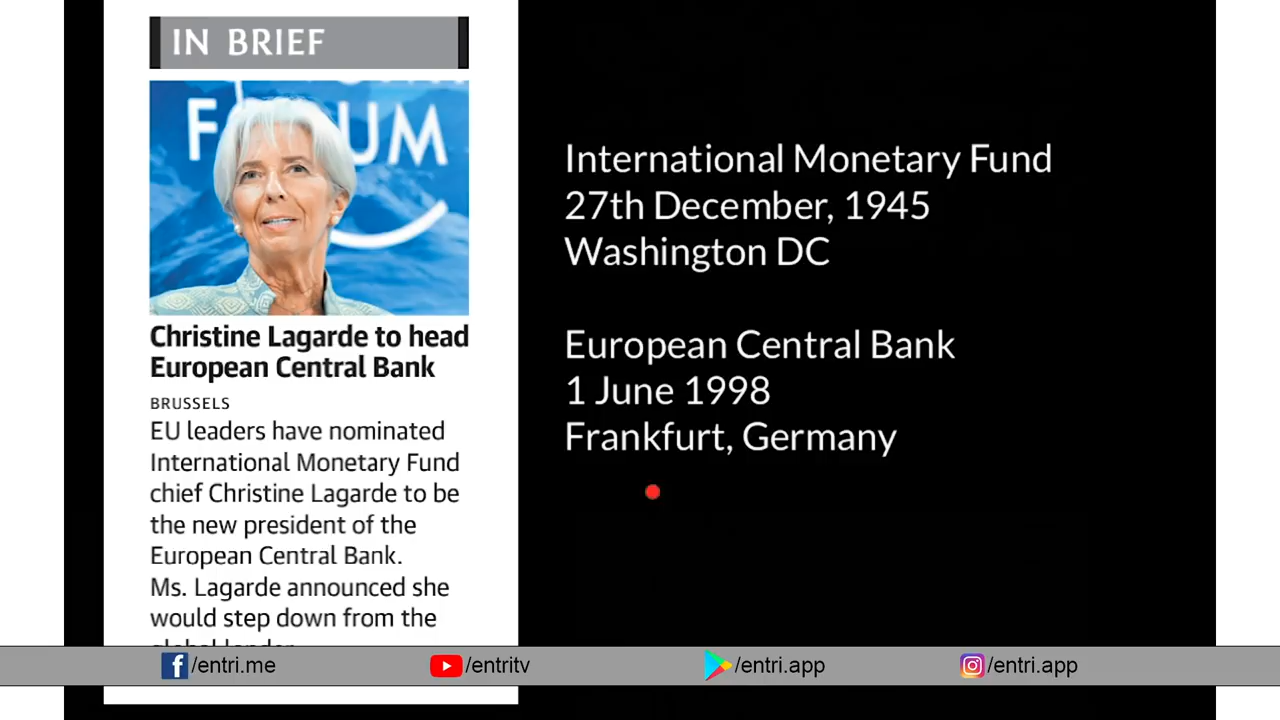 IN BRIEF
FORUM
Christine Lagarde to head
European Central Bank
BRUSSELS
EU leaders have nominated
International Monetary Fund
chief Christine Lagarde to be
the new president of the
European Central Bank.
Ms. Lagarde announced she
would step down from the
global lender
International Monetary Fund
27th December, 1945
Washington DC
European Central Bank
1 June 1998
Frankfurt, Germany
/entri.me
/entritv
/entri.app
/entri.app